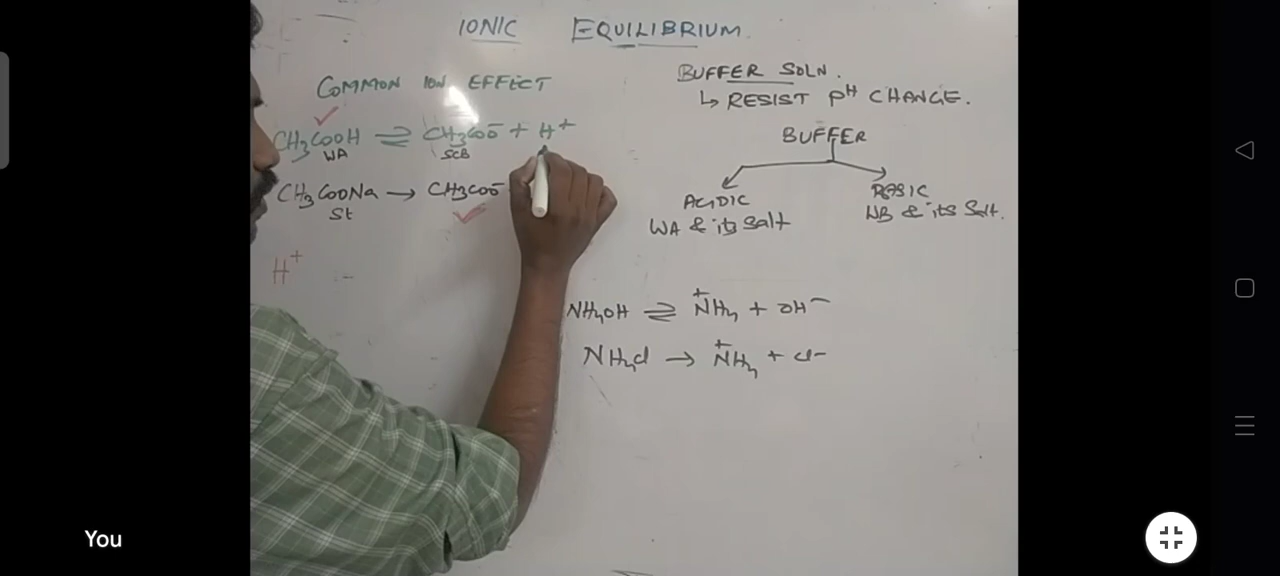 IONIC EQUILIBRIUM
COMMON ION EFFECT
CH3COOH ⇌ CH3COO⁻ + H⁺
WA SCB
CH3COONa → CH3COO⁻
St
H⁺
BUFFER SOLN.
↳ RESIST pH CHANGE.
BUFFER
ACIDIC
WA & its Salt
BASIC
WB & its Salt.
NH4OH ⇌ ⁺NH4 + OH⁻
NH4Cl → ⁺NH4 + Cl⁻
You